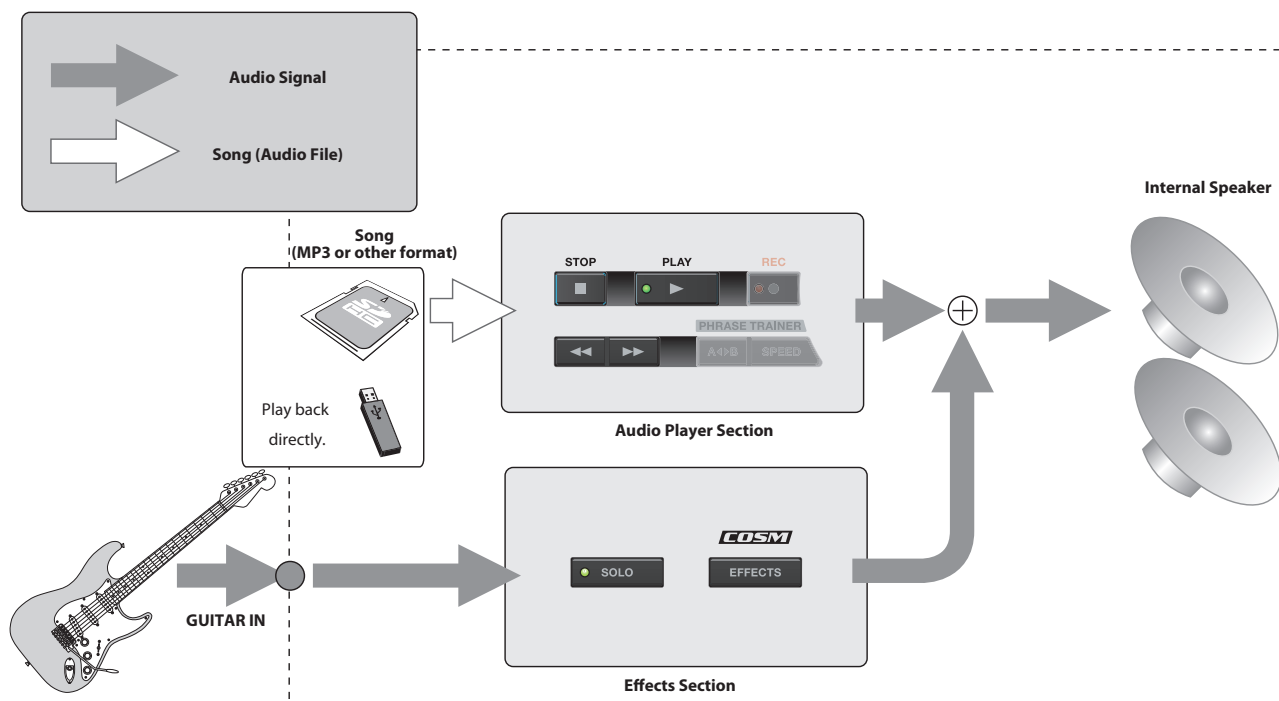 Audio Signal
Song (Audio File)
Internal Speaker
Song
(MP3 or other format)
STOP
PLAY
REC
PHRASE TRAINER
A B
SPEED
Play back
directly.
Audio Player Section
COSM
SOLO
EFFECTS
GUITAR IN
Effects Section